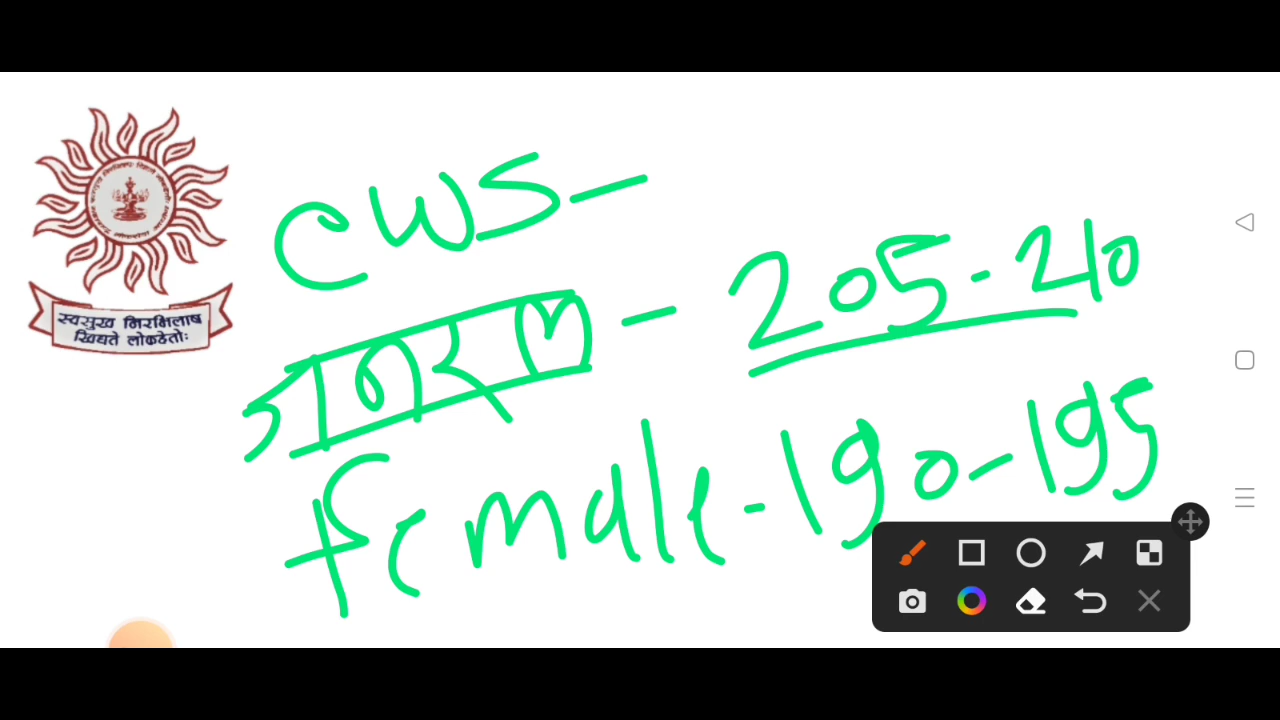 स्वसुख निरभिलाष
खिद्यते लोकहेतोः
CWS-
जनरल - 205-210
Female-190-195